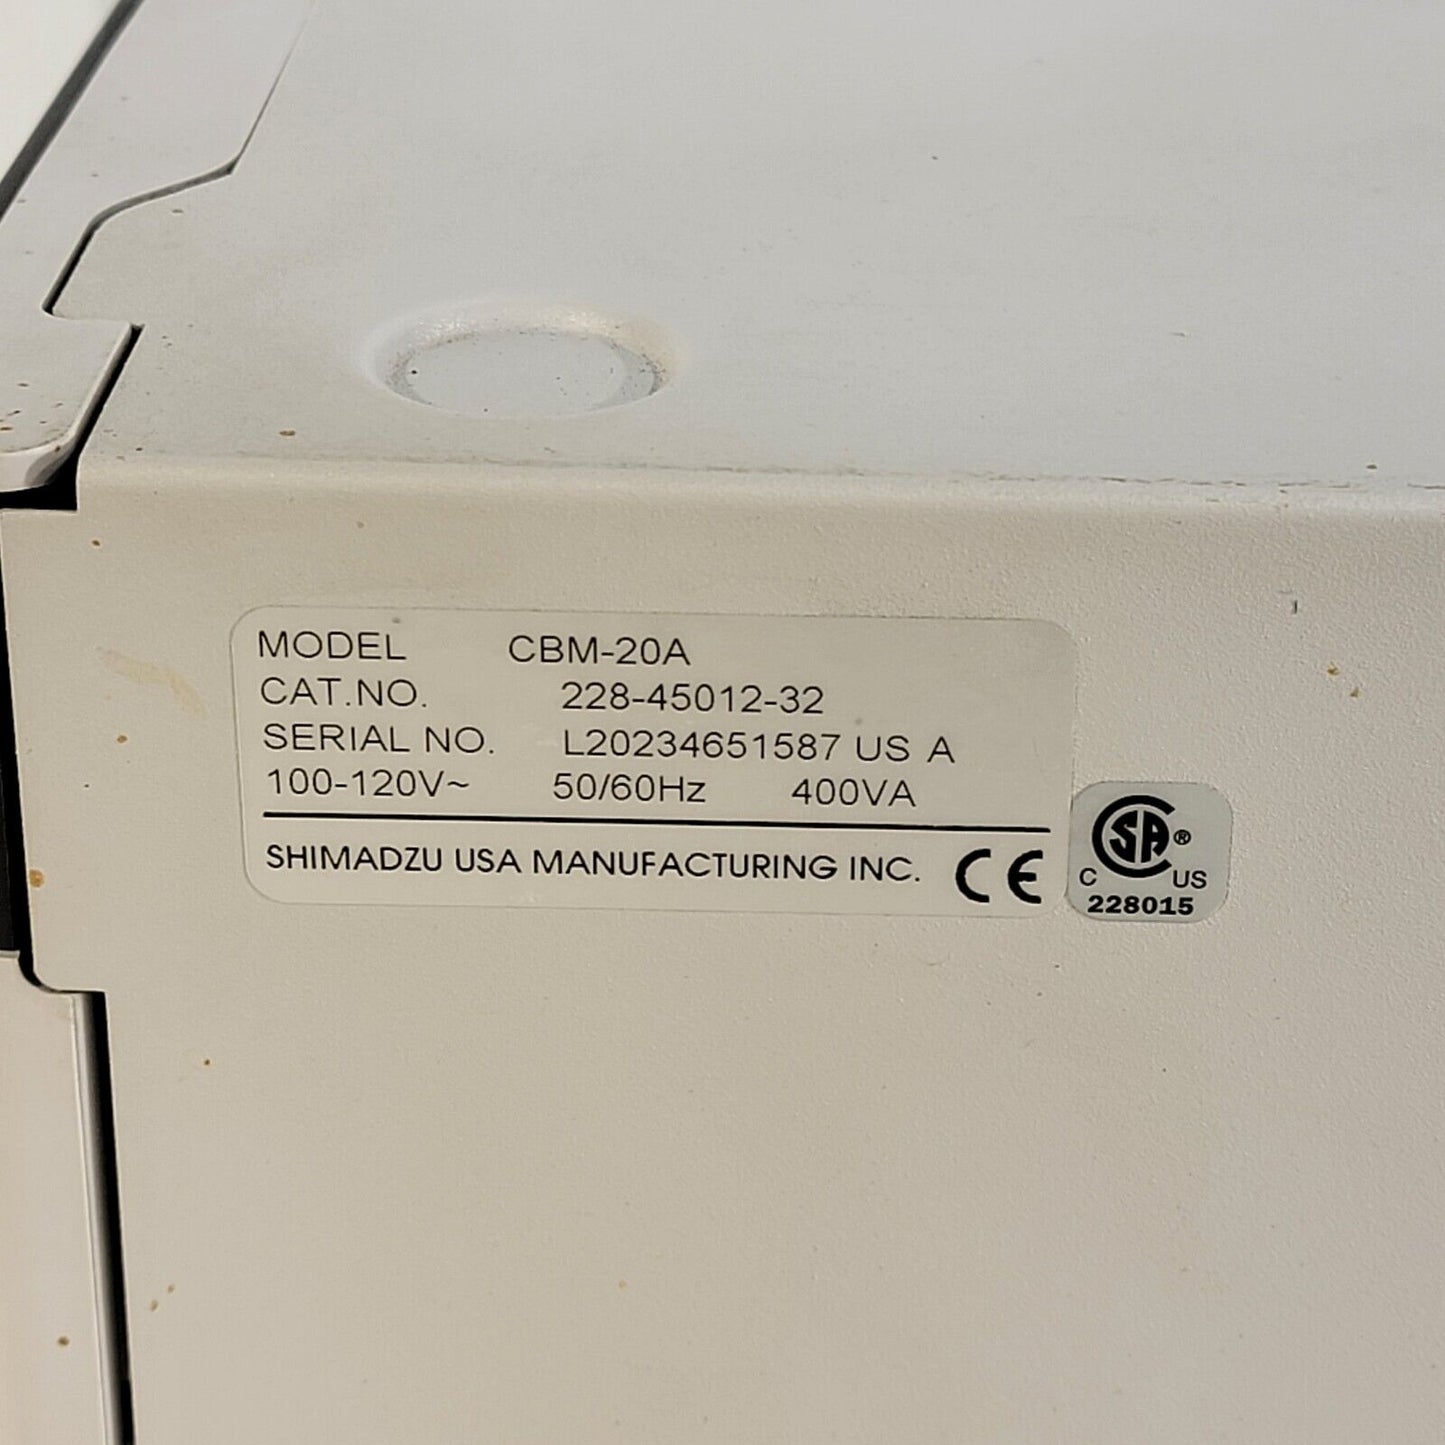 MODEL CBM-20A
CAT.NO. 228-45012-32
SERIAL NO. L20234651587 US A
100-120V~ 50/60Hz 400VA
SHIMADZU USA MANUFACTURING INC. CE
SA ®
C US
228015